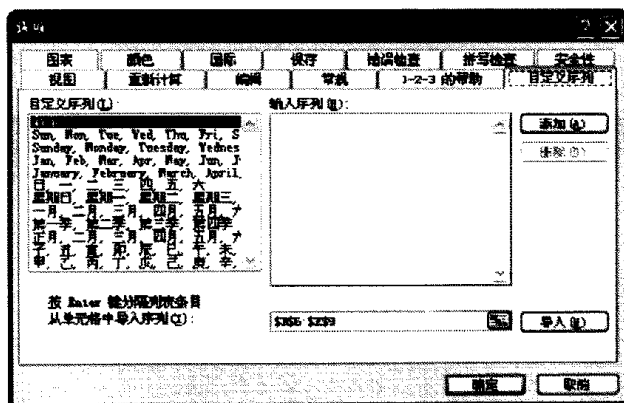 选项
图表 颜色 国际 保存 错误检查 拼写检查 安全性
视图 重新计算 编辑 常规 1-2-3 的帮助 自定义序列
自定义序列(L): 输入序列(E):
添加(A)
Sun, Mon, Tue, Wed, Thu, Fri, S
删除(D)
Sunday, Monday, Tuesday, Wednes
Jan, Feb, Mar, Apr, May, Jun, J
January, February, March, April,
日, 一, 二, 三, 四, 五, 六
星期日, 星期一, 星期二, 星期三,
一月, 二月, 三月, 四月, 五月, 六
第一季, 第二季, 第三季, 第四季
正月, 二月, 三月, 四月, 五月, 六
子, 丑, 寅, 卯, 辰, 巳, 午, 未,
甲, 乙, 丙, 丁, 戊, 己, 庚, 辛,
按 Enter 键分隔列表条目
从单元格中导入序列(I): 导入(M)
确定 取消